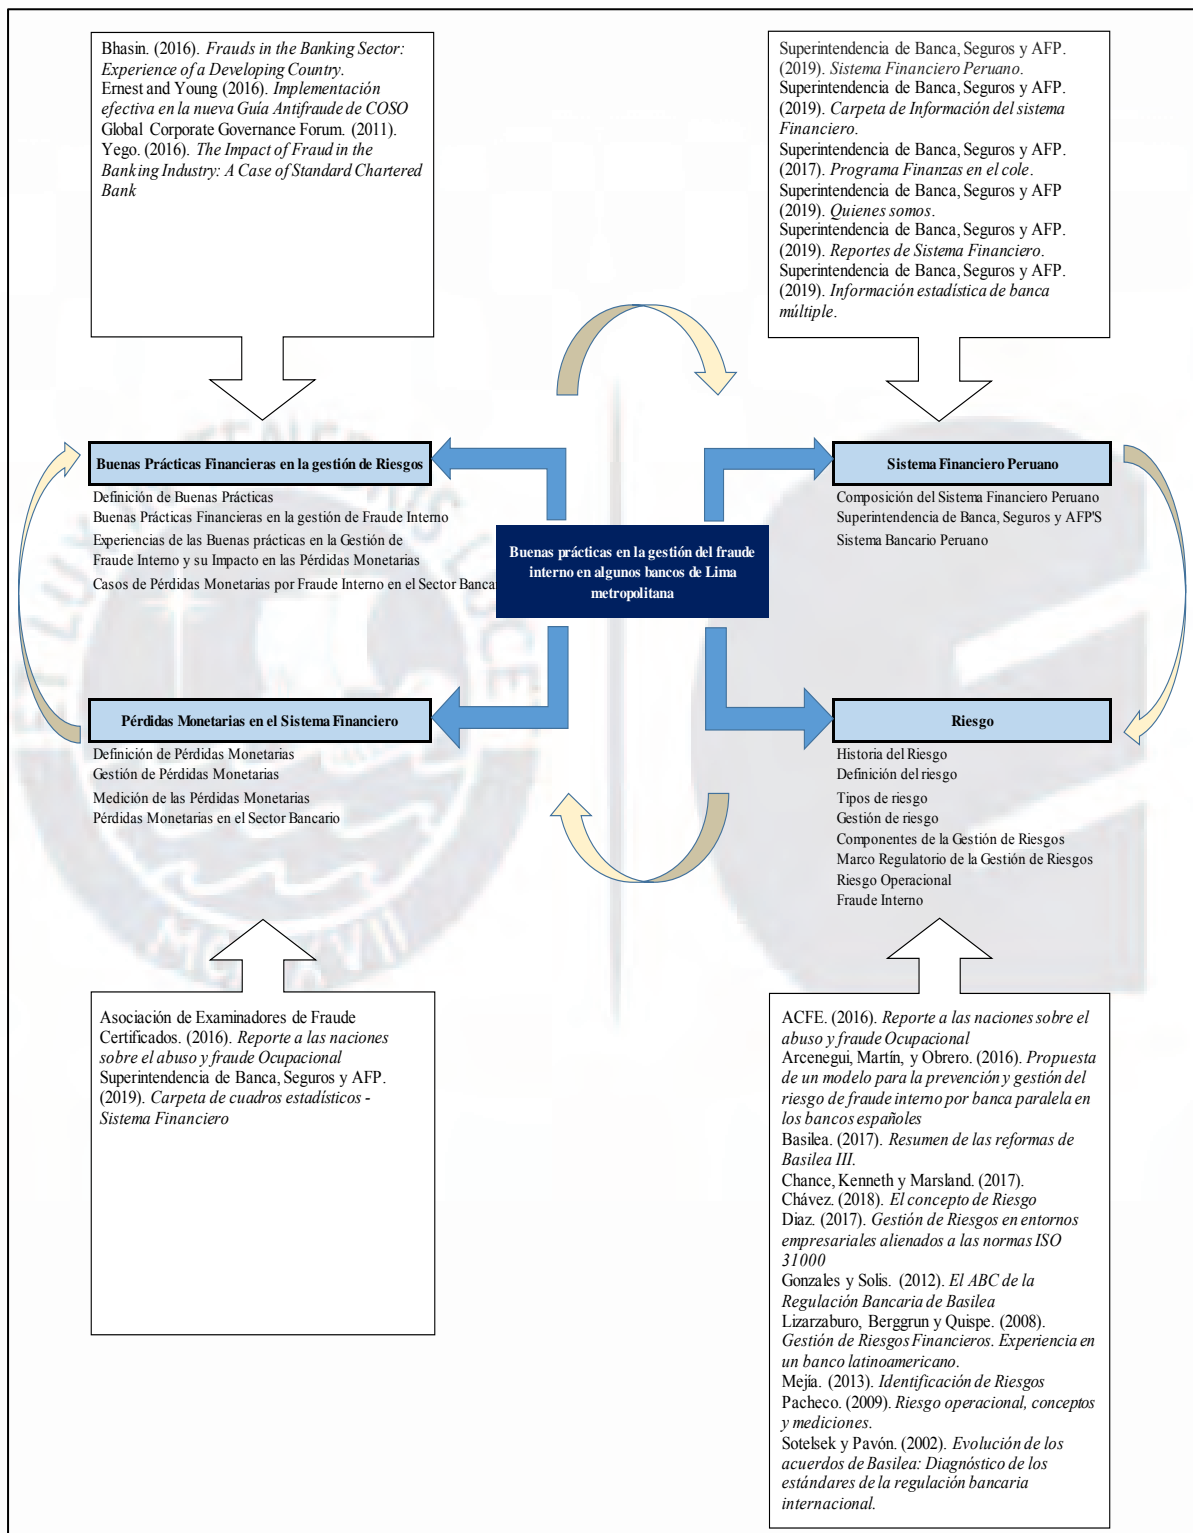 Bhasin. (2016). Frauds in the Banking Sector:
Experience of a Developing Country.
Ernest and Young (2016). Implementación
efectiva en la nueva Guía Antifraude de COSO
Global Corporate Governance Forum. (2011).
Yego. (2016). The Impact of Fraud in the
Banking Industry: A Case of Standard Chartered
Bank
Superintendencia de Banca, Seguros y AFP.
(2019). Sistema Financiero Peruano.
Superintendencia de Banca, Seguros y AFP.
(2019). Carpeta de Información del sistema
Financiero.
Superintendencia de Banca, Seguros y AFP.
(2017). Programa Finanzas en el cole.
Superintendencia de Banca, Seguros y AFP
(2019). Quienes somos.
Superintendencia de Banca, Seguros y AFP.
(2019). Reportes de Sistema Financiero.
Superintendencia de Banca, Seguros y AFP.
(2019). Información estadística de banca
múltiple.
Buenas Prácticas Financieras en la gestión de Riesgos
Definición de Buenas Prácticas
Buenas Prácticas Financieras en la gestión de Fraude Interno
Experiencias de las Buenas prácticas en la Gestión de
Fraude Interno y su Impacto en las Pérdidas Monetarias
Casos de Pérdidas Monetarias por Fraude Interno en el Sector Banca
Sistema Financiero Peruano
Composición del Sistema Financiero Peruano
Superintendencia de Banca, Seguros y AFP'S
Sistema Bancario Peruano
Buenas prácticas en la gestión del fraude
interno en algunos bancos de Lima
metropolitana
Pérdidas Monetarias en el Sistema Financiero
Definición de Pérdidas Monetarias
Gestión de Pérdidas Monetarias
Medición de las Pérdidas Monetarias
Pérdidas Monetarias en el Sector Bancario
Riesgo
Historia del Riesgo
Definición del riesgo
Tipos de riesgo
Gestión de riesgo
Componentes de la Gestión de Riesgos
Marco Regulatorio de la Gestión de Riesgos
Riesgo Operacional
Fraude Interno
Asociación de Examinadores de Fraude
Certificados. (2016). Reporte a las naciones
sobre el abuso y fraude Ocupacional
Superintendencia de Banca, Seguros y AFP.
(2019). Carpeta de cuadros estadísticos -
Sistema Financiero
ACFE. (2016). Reporte a las naciones sobre el
abuso y fraude Ocupacional
Arcenegui, Martín, y Obrero. (2016). Propuesta
de un modelo para la prevención y gestión del
riesgo de fraude interno por banca paralela en
los bancos españoles
Basilea. (2017). Resumen de las reformas de
Basilea III.
Chance, Kenneth y Marsland. (2017).
Chávez. (2018). El concepto de Riesgo
Diaz. (2017). Gestión de Riesgos en entornos
empresariales alienados a las normas ISO
31000
Gonzales y Solis. (2012). El ABC de la
Regulación Bancaria de Basilea
Lizarzaburo, Berggrun y Quispe. (2008).
Gestión de Riesgos Financieros. Experiencia en
un banco latinoamericano.
Mejía. (2013). Identificación de Riesgos
Pacheco. (2009). Riesgo operacional, conceptos
y mediciones.
Sotelsek y Pavón. (2002). Evolución de los
acuerdos de Basilea: Diagnóstico de los
estándares de la regulación bancaria
internacional.